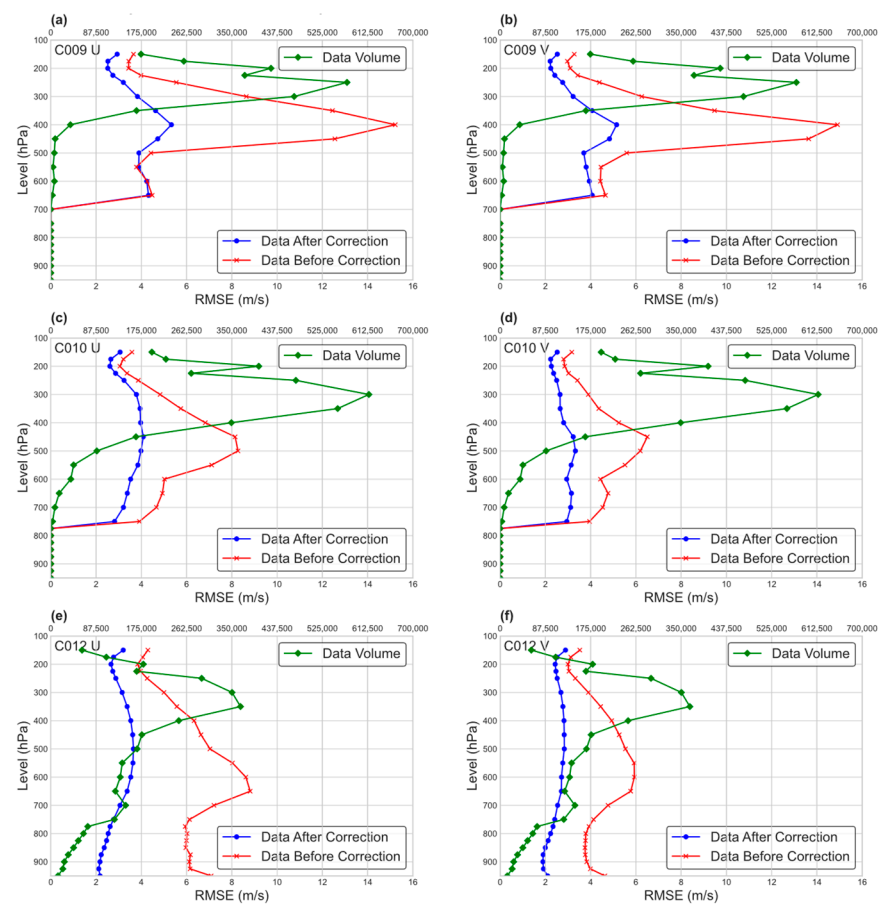 (a)
0 87,500 175,000 262,500 350,000 437,500 525,000 612,500 700,000
C009 U
Data Volume
100
200
300
400
500
600
700
800
900
Level (hPa)
Data After Correction
Data Before Correction
0 2 4 6 8 10 12 14 16
RMSE (m/s)
(b)
0 87,500 175,000 262,500 350,000 437,500 525,000 612,500 700,000
C009 V
Data Volume
100
200
300
400
500
600
700
800
900
Level (hPa)
Data After Correction
Data Before Correction
0 2 4 6 8 10 12 14 16
RMSE (m/s)
(c)
0 87,500 175,000 262,500 350,000 437,500 525,000 612,500 700,000
C010 U
Data Volume
100
200
300
400
500
600
700
800
900
Level (hPa)
Data After Correction
Data Before Correction
0 2 4 6 8 10 12 14 16
RMSE (m/s)
(d)
0 87,500 175,000 262,500 350,000 437,500 525,000 612,500 700,000
C010 V
Data Volume
100
200
300
400
500
600
700
800
900
Level (hPa)
Data After Correction
Data Before Correction
0 2 4 6 8 10 12 14 16
RMSE (m/s)
(e)
0 87,500 175,000 262,500 350,000 437,500 525,000 612,500 700,000
C012 U
Data Volume
100
200
300
400
500
600
700
800
900
Level (hPa)
Data After Correction
Data Before Correction
0 2 4 6 8 10 12 14 16
RMSE (m/s)
(f)
0 87,500 175,000 262,500 350,000 437,500 525,000 612,500 700,000
C012 V
Data Volume
100
200
300
400
500
600
700
800
900
Level (hPa)
Data After Correction
Data Before Correction
0 2 4 6 8 10 12 14 16
RMSE (m/s)